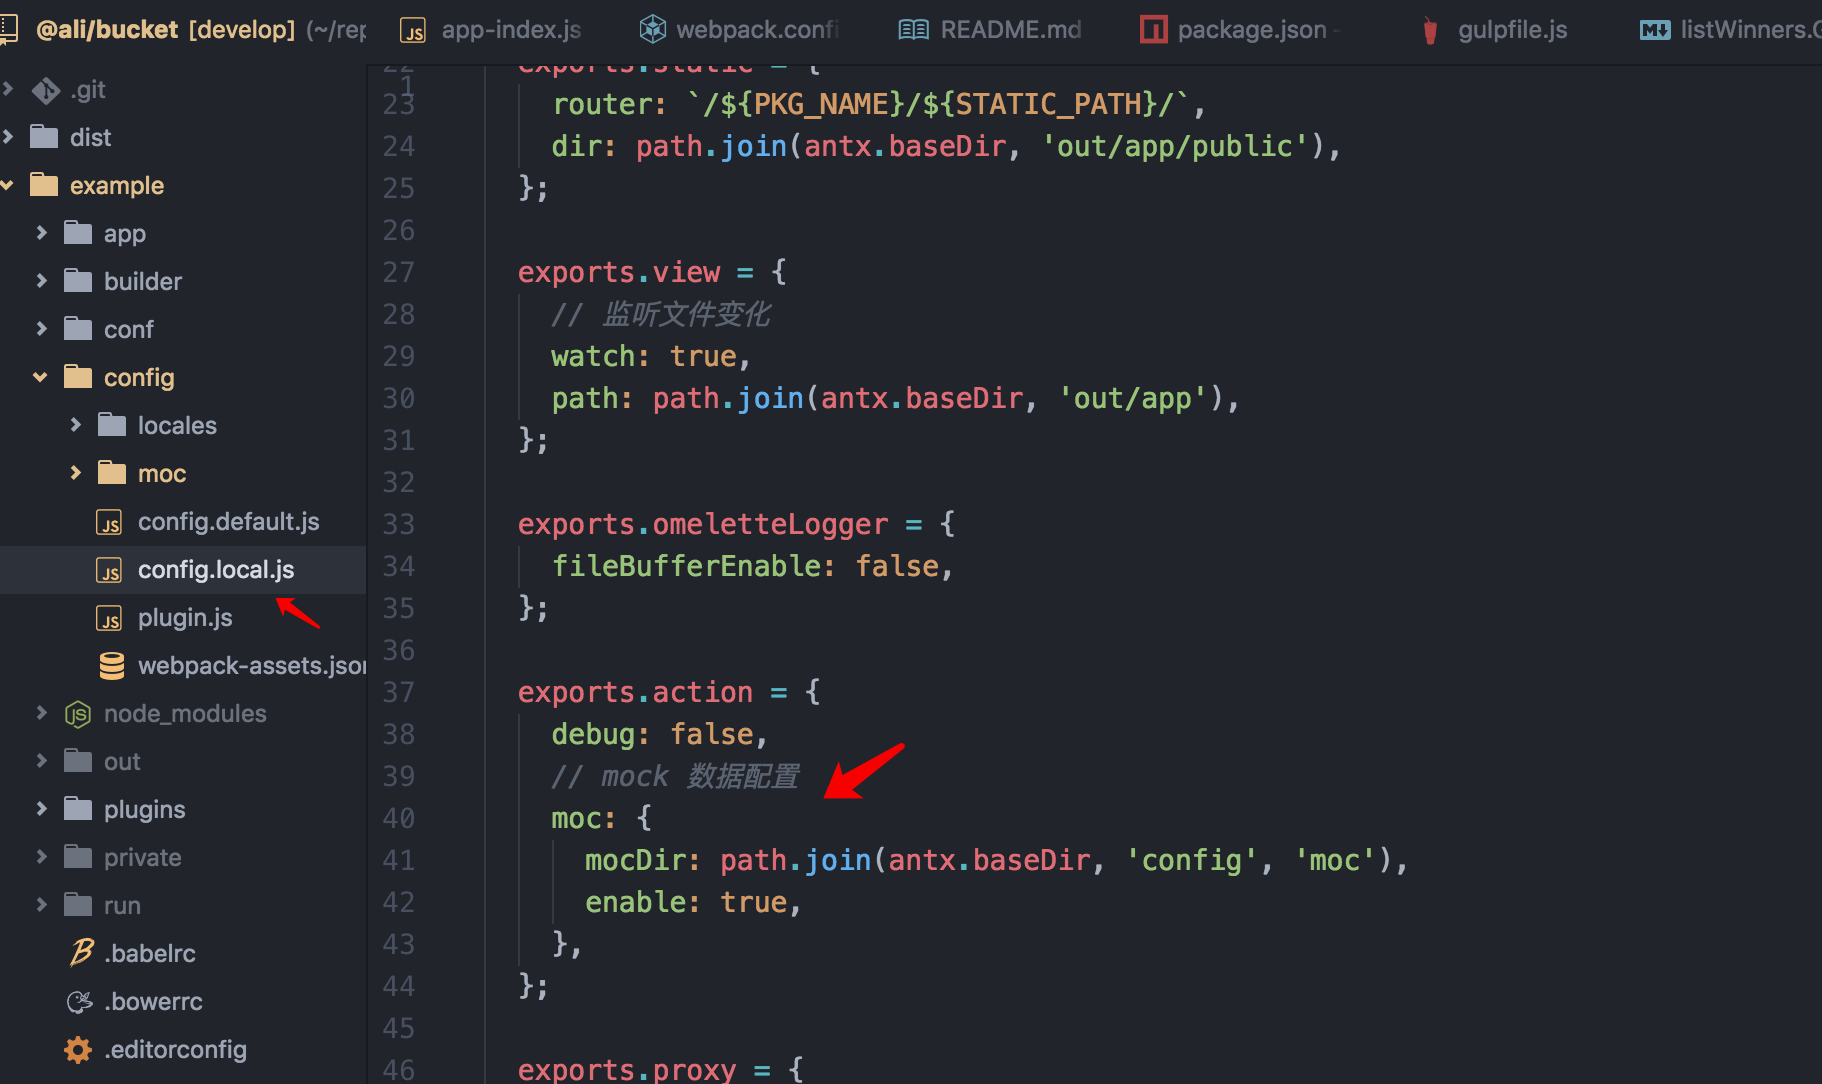 @ali/bucket [develop] (~/rep
app-index.js
webpack.confi
README.md
package.json -
gulpfile.js
listWinners.G
.git
dist
example
app
builder
conf
config
locales
moc
config.default.js
config.local.js
plugin.js
webpack-assets.json
node_modules
out
plugins
private
run
.babelrc
.bowerrc
.editorconfig
1
22 exports.static = {
23 router: `/${PKG_NAME}/${STATIC_PATH}/`,
24 dir: path.join(antx.baseDir, 'out/app/public'),
25 };
26
27 exports.view = {
28 // 监听文件变化
29 watch: true,
30 path: path.join(antx.baseDir, 'out/app'),
31 };
32
33 exports.omeletteLogger = {
34 fileBufferEnable: false,
35 };
36
37 exports.action = {
38 debug: false,
39 // mock 数据配置
40 moc: {
41 mocDir: path.join(antx.baseDir, 'config', 'moc'),
42 enable: true,
43 },
44 };
45
46 exports.proxy = {